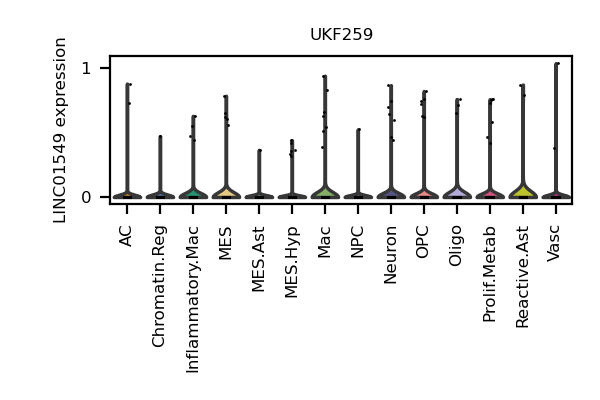 UKF259
LINC01549 expression
1
0
AC
Chromatin.Reg
Inflammatory.Mac
MES
MES.Ast
MES.Hyp
Mac
NPC
Neuron
OPC
Oligo
Prolif.Metab
Reactive.Ast
Vasc